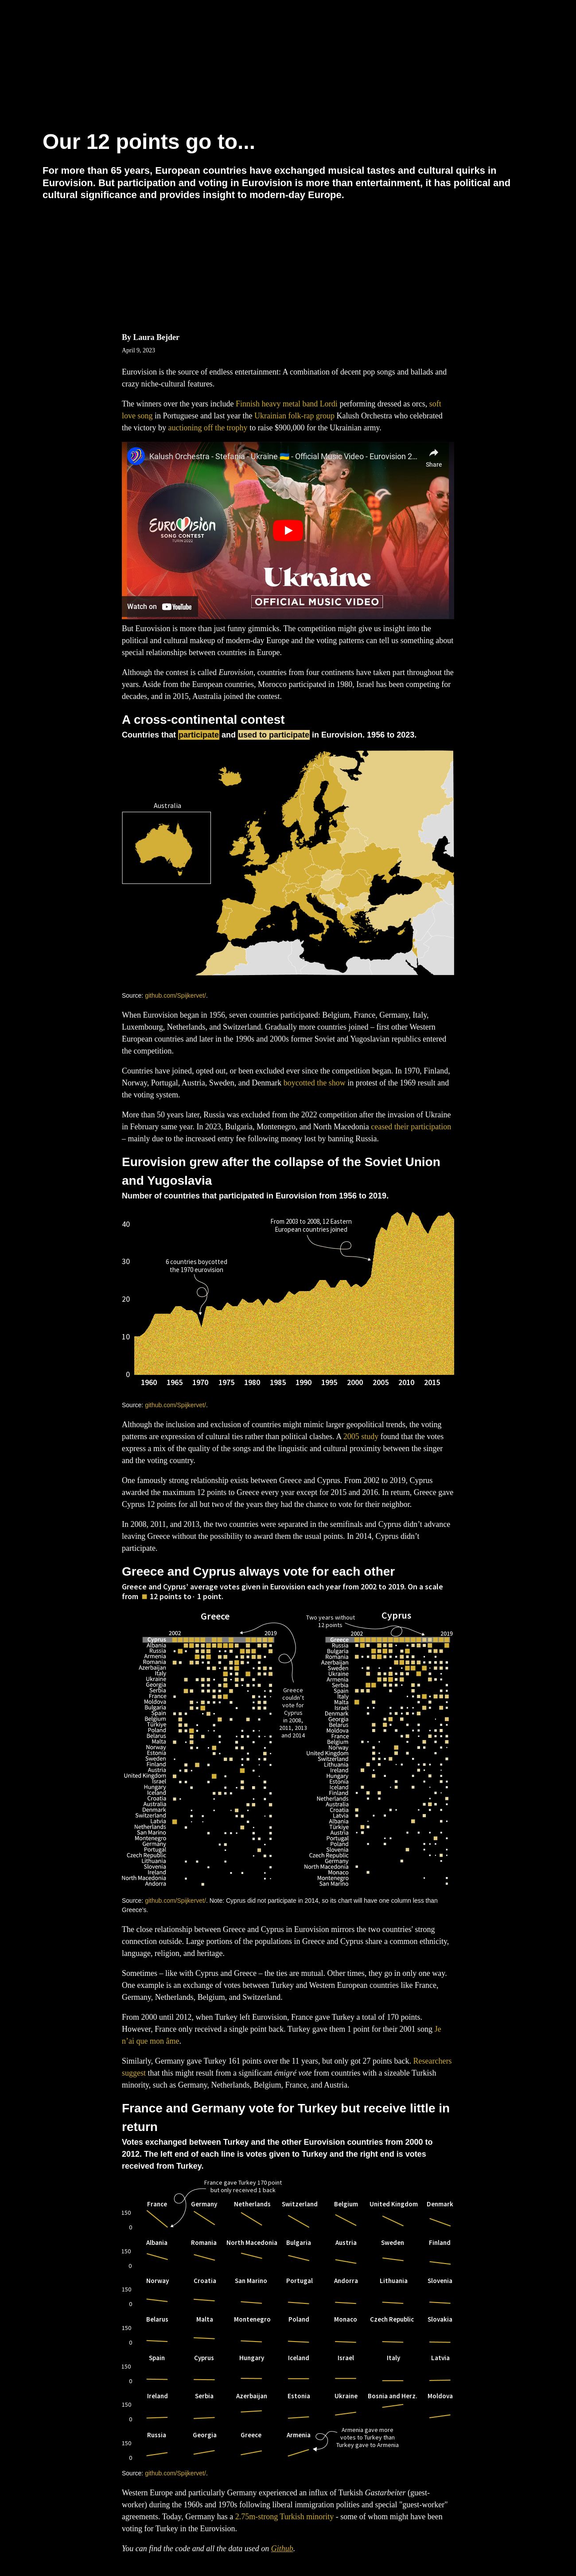 Our 12 points go to...
For more than 65 years, European countries have exchanged musical tastes and cultural quirks in
Eurovision. But participation and voting in Eurovision is more than entertainment, it has political and
cultural significance and provides insight to modern-day Europe.
By Laura Bejder
April 9, 2023
Eurovision is the source of endless entertainment: A combination of decent pop songs and ballads and
crazy niche-cultural features.
The winners over the years include Finnish heavy metal band Lordi performing dressed as orcs, soft
love song in Portuguese and last year the Ukrainian folk-rap group Kalush Orchestra who celebrated
the victory by auctioning off the trophy to raise $900,000 for the Ukrainian army.
Kalush Orchestra - Stefania - Ukraine 🇺🇦 - Official Music Video - Eurovision 2...
Share
EUROVISION
SONG CONTEST
TURIN 2022
Ukraine
OFFICIAL MUSIC VIDEO
Watch on YouTube
But Eurovision is more than just funny gimmicks. The competition might give us insight into the
political and cultural makeup of modern-day Europe and the voting patterns can tell us something about
special relationships between countries in Europe.
Although the contest is called Eurovision, countries from four continents have taken part throughout the
years. Aside from the European countries, Morocco participated in 1980, Israel has been competing for
decades, and in 2015, Australia joined the contest.
A cross-continental contest
Countries that participate and used to participate in Eurovision. 1956 to 2023.
Australia
Source: github.com/Spijkervet/.
When Eurovision began in 1956, seven countries participated: Belgium, France, Germany, Italy,
Luxembourg, Netherlands, and Switzerland. Gradually more countries joined – first other Western
European countries and later in the 1990s and 2000s former Soviet and Yugoslavian republics entered
the competition.
Countries have joined, opted out, or been excluded ever since the competition began. In 1970, Finland,
Norway, Portugal, Austria, Sweden, and Denmark boycotted the show in protest of the 1969 result and
the voting system.
More than 50 years later, Russia was excluded from the 2022 competition after the invasion of Ukraine
in February same year. In 2023, Bulgaria, Montenegro, and North Macedonia ceased their participation
– mainly due to the increased entry fee following money lost by banning Russia.
Eurovision grew after the collapse of the Soviet Union
and Yugoslavia
Number of countries that participated in Eurovision from 1956 to 2019.
40
From 2003 to 2008, 12 Eastern
European countries joined
30
6 countries boycotted
the 1970 eurovision
20
10
0
1960 1965 1970 1975 1980 1985 1990 1995 2000 2005 2010 2015
Source: github.com/Spijkervet/.
Although the inclusion and exclusion of countries might mimic larger geopolitical trends, the voting
patterns are expression of cultural ties rather than political clashes. A 2005 study found that the votes
express a mix of the quality of the songs and the linguistic and cultural proximity between the singer
and the voting country.
One famously strong relationship exists between Greece and Cyprus. From 2002 to 2019, Cyprus
awarded the maximum 12 points to Greece every year except for 2015 and 2016. In return, Greece gave
Cyprus 12 points for all but two of the years they had the chance to vote for their neighbor.
In 2008, 2011, and 2013, the two countries were separated in the semifinals and Cyprus didn't advance
leaving Greece without the possibility to award them the usual points. In 2014, Cyprus didn't
participate.
Greece and Cyprus always vote for each other
Greece and Cyprus' average votes given in Eurovision each year from 2002 to 2019. On a scale
from 12 points to · 1 point.
Greece
2002 2019
Cyprus
Albania
Russia
Armenia
Romania
Azerbaijan
Italy
Ukraine
Georgia
Serbia
France
Moldova
Bulgaria
Spain
Belgium
Türkiye
Poland
Belarus
Malta
Norway
Estonia
Sweden
Finland
Austria
United Kingdom
Israel
Hungary
Iceland
Croatia
Australia
Denmark
Switzerland
Latvia
Netherlands
San Marino
Montenegro
Germany
Portugal
Czech Republic
Lithuania
Slovenia
Ireland
North Macedonia
Andorra
Greece
couldn't
vote for
Cyprus
in 2008,
2011, 2013
and 2014
Two years without
12 points
Cyprus
2002 2019
Greece
Russia
Bulgaria
Romania
Azerbaijan
Sweden
Ukraine
Armenia
Serbia
Spain
Italy
Malta
Israel
Denmark
Georgia
Belarus
Moldova
France
Belgium
Norway
United Kingdom
Switzerland
Lithuania
Ireland
Hungary
Estonia
Iceland
Finland
Netherlands
Australia
Croatia
Latvia
Albania
Türkiye
Austria
Portugal
Poland
Slovenia
Czech Republic
Germany
North Macedonia
Monaco
Montenegro
San Marino
Source: github.com/Spijkervet/. Note: Cyprus did not participate in 2014, so its chart will have one column less than
Greece's.
The close relationship between Greece and Cyprus in Eurovision mirrors the two countries' strong
connection outside. Large portions of the populations in Greece and Cyprus share a common ethnicity,
language, religion, and heritage.
Sometimes – like with Cyprus and Greece – the ties are mutual. Other times, they go in only one way.
One example is an exchange of votes between Turkey and Western European countries like France,
Germany, Netherlands, Belgium, and Switzerland.
From 2000 until 2012, when Turkey left Eurovision, France gave Turkey a total of 170 points.
However, France only received a single point back. Turkey gave them 1 point for their 2001 song Je
n'ai que mon âme.
Similarly, Germany gave Turkey 161 points over the 11 years, but only got 27 points back. Researchers
suggest that this might result from a significant émigré vote from countries with a sizeable Turkish
minority, such as Germany, Netherlands, Belgium, France, and Austria.
France and Germany vote for Turkey but receive little in
return
Votes exchanged between Turkey and the other Eurovision countries from 2000 to
2012. The left end of each line is votes given to Turkey and the right end is votes
received from Turkey.
France gave Turkey 170 point
but only received 1 back
France Germany Netherlands Switzerland Belgium United Kingdom Denmark
150
0
Albania Romania North Macedonia Bulgaria Austria Sweden Finland
150
0
Norway Croatia San Marino Portugal Andorra Lithuania Slovenia
150
0
Belarus Malta Montenegro Poland Monaco Czech Republic Slovakia
150
0
Spain Cyprus Hungary Iceland Israel Italy Latvia
150
0
Ireland Serbia Azerbaijan Estonia Ukraine Bosnia and Herz. Moldova
150
0
Russia Georgia Greece Armenia
150
0
Armenia gave more
votes to Turkey than
Turkey gave to Armenia
Source: github.com/Spijkervet/.
Western Europe and particularly Germany experienced an influx of Turkish Gastarbeiter (guest-
worker) during the 1960s and 1970s following liberal immigration polities and special "guest-worker"
agreements. Today, Germany has a 2.75m-strong Turkish minority - some of whom might have been
voting for Turkey in the Eurovision.
You can find the code and all the data used on Github.